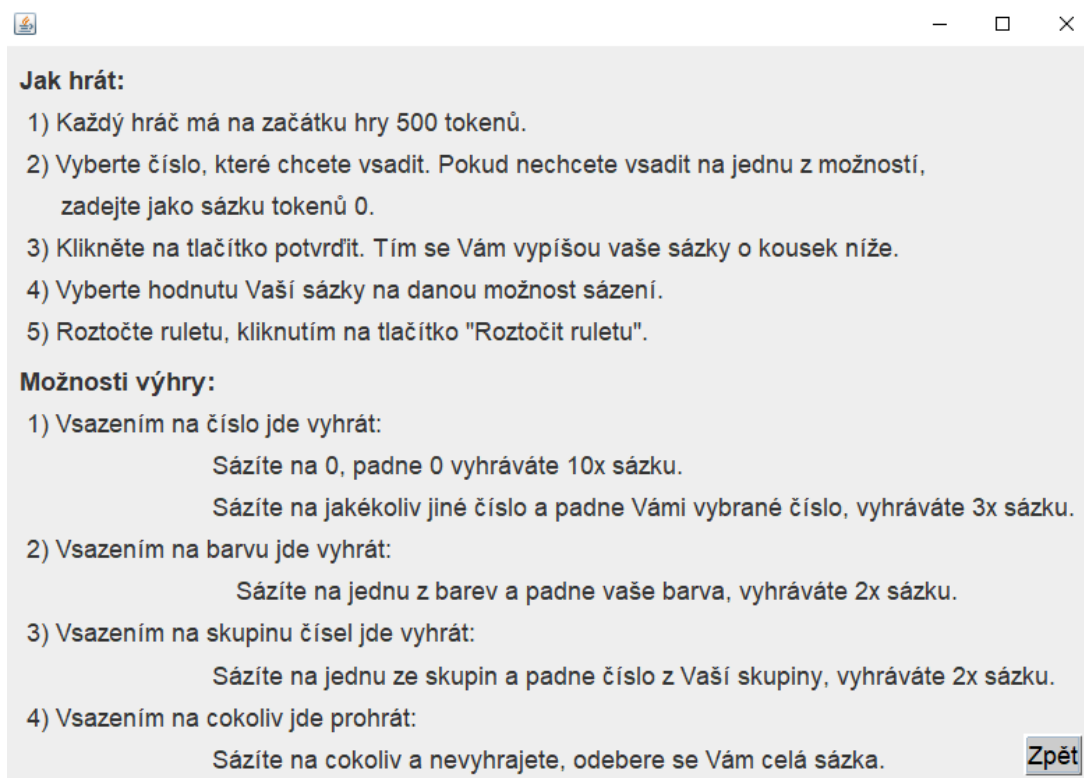 Jak hrát:
1) Každý hráč má na začátku hry 500 tokenů.
2) Vyberte číslo, které chcete vsadit. Pokud nechcete vsadit na jednu z možností,
zadejte jako sázku tokenů 0.
3) Klikněte na tlačítko potvrďit. Tím se Vám vypíšou vaše sázky o kousek níže.
4) Vyberte hodnutu Vaší sázky na danou možnost sázení.
5) Roztočte ruletu, kliknutím na tlačítko "Roztočit ruletu".
Možnosti výhry:
1) Vsazením na číslo jde vyhrát:
Sázíte na 0, padne 0 vyhráváte 10x sázku.
Sázíte na jakékoliv jiné číslo a padne Vámi vybrané číslo, vyhráváte 3x sázku.
2) Vsazením na barvu jde vyhrát:
Sázíte na jednu z barev a padne vaše barva, vyhráváte 2x sázku.
3) Vsazením na skupinu čísel jde vyhrát:
Sázíte na jednu ze skupin a padne číslo z Vaší skupiny, vyhráváte 2x sázku.
4) Vsazením na cokoliv jde prohrát:
Sázíte na cokoliv a nevyhrajete, odebere se Vám celá sázka.
Zpět